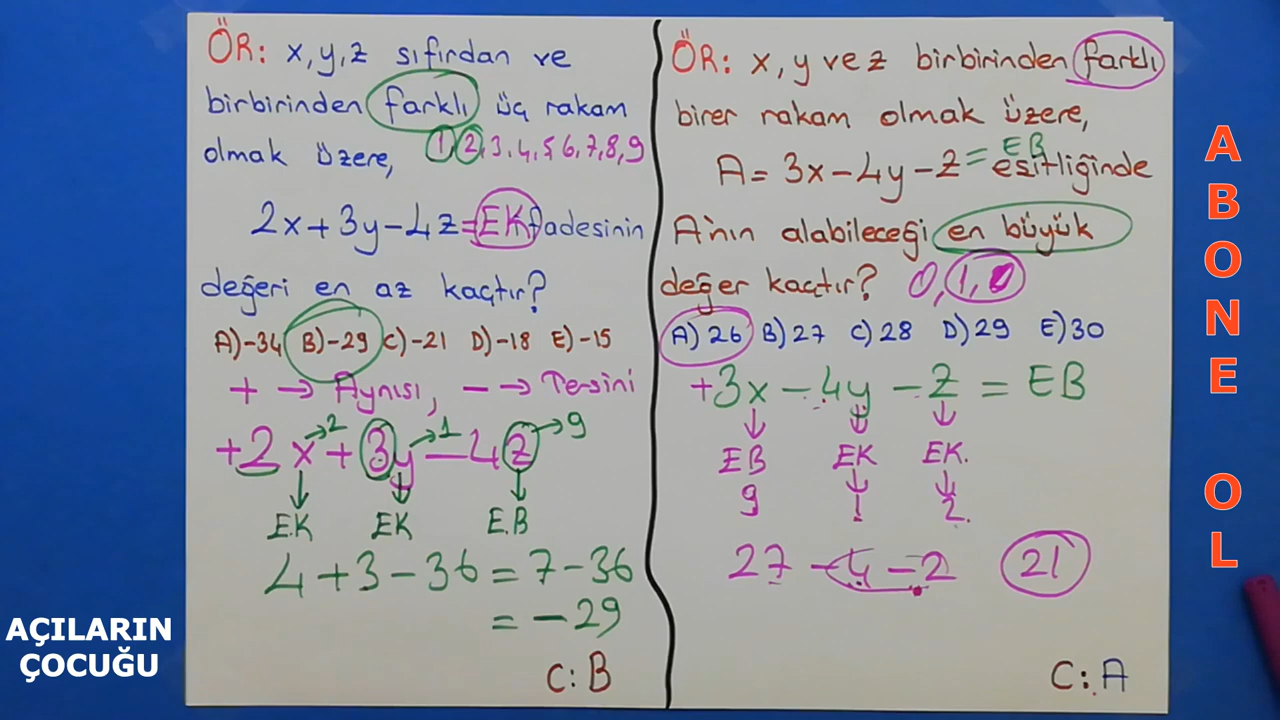 ÖR: x, y, z sıfırdan ve
birbirinden farklı üç rakam
olmak üzere, 1, 2, 3, 4, 5, 6, 7, 8, 9
2x + 3y - 4z = EK ifadesinin
değeri en az kaçtır?
A) -34 B) -29 C) -21 D) -18 E) -15
+ → Aynısı, - → Tersini
+2x → 2 + 3y → 1 - 4z → 9
E.K EK E.B
4 + 3 - 36 = 7 - 36
= -29
C: B
ÖR: x, y ve z birbirinden farklı
birer rakam olmak üzere,
A = 3x - 4y - z = EB eşitliğinde
A'nın alabileceği en büyük
değer kaçtır? 0, 1,
A) 26 B) 27 C) 28 D) 29 E) 30
+3x - 4y - z = EB
EB EK EK.
9 1 2
27 - 4 - 2 21
C: A
ABONE OL
AÇILARIN
ÇOCUĞU